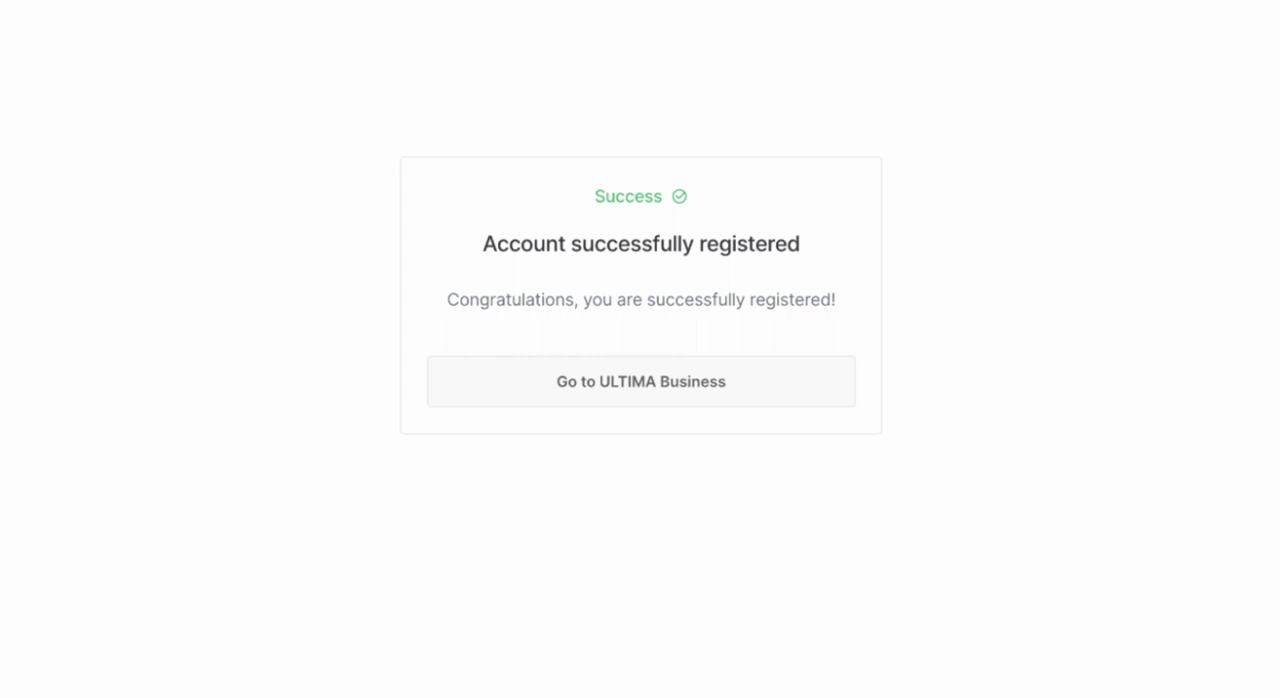 Success
Account successfully registered
Congratulations, you are successfully registered!
Go to ULTIMA Business